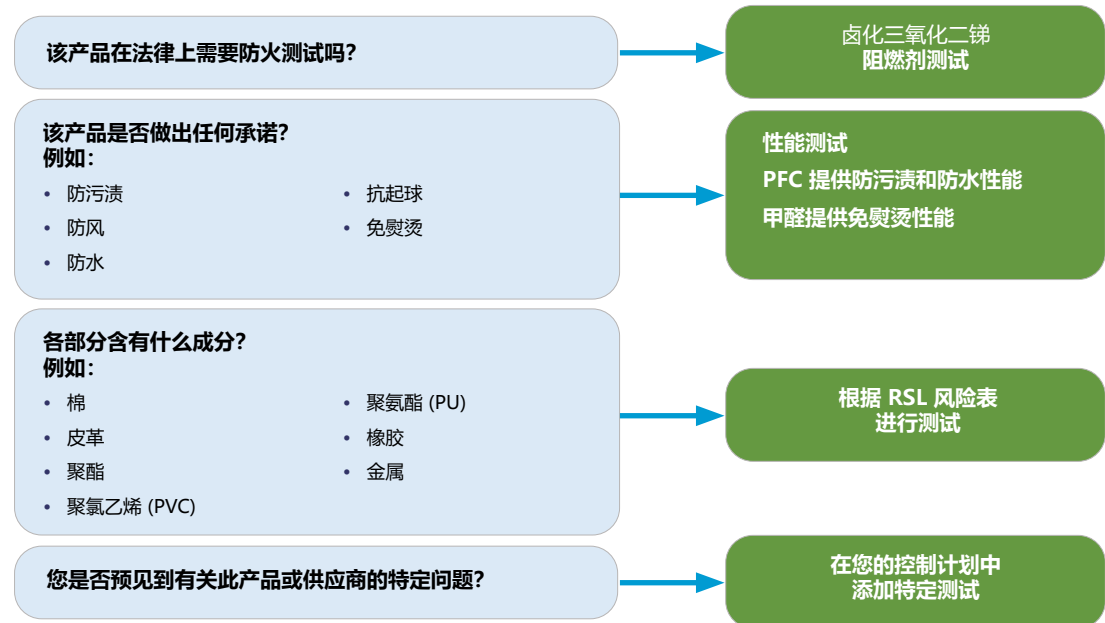 该产品在法律上需要防火测试吗？
卤化三氧化二锑
阻燃剂测试
该产品是否做出任何承诺？
例如：
• 防污渍
• 防风
• 防水
• 抗起球
• 免熨烫
性能测试
PFC 提供防污渍和防水性能
甲醛提供免熨烫性能
各部分含有什么成分？
例如：
• 棉
• 皮革
• 聚酯
• 聚氯乙烯 (PVC)
• 聚氨酯 (PU)
• 橡胶
• 金属
根据 RSL 风险表
进行测试
您是否预见到有关此产品或供应商的特定问题？
在您的控制计划中
添加特定测试